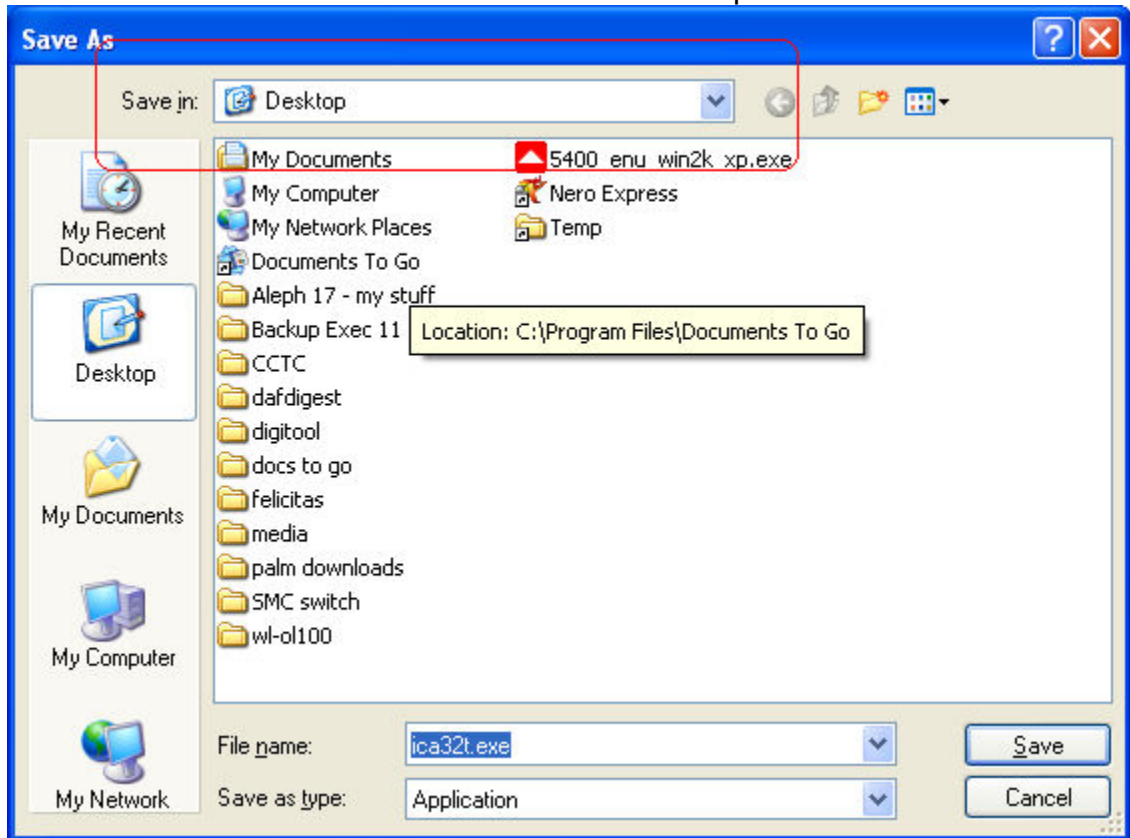 Save As
Save in: Desktop
My Recent
Documents
Desktop
My Documents
My Computer
My Network
My Documents
My Computer
My Network Places
Documents To Go
Aleph 17 - my stuff
Backup Exec 11
CCTC
dafdigest
digitool
docs to go
felicitas
media
palm downloads
SMC switch
wl-ol100
5400_enu_win2k_xp.exe
Nero Express
Temp
Location: C:\Program Files\Documents To Go
File name: ica32t.exe
Save
Save as type: Application
Cancel